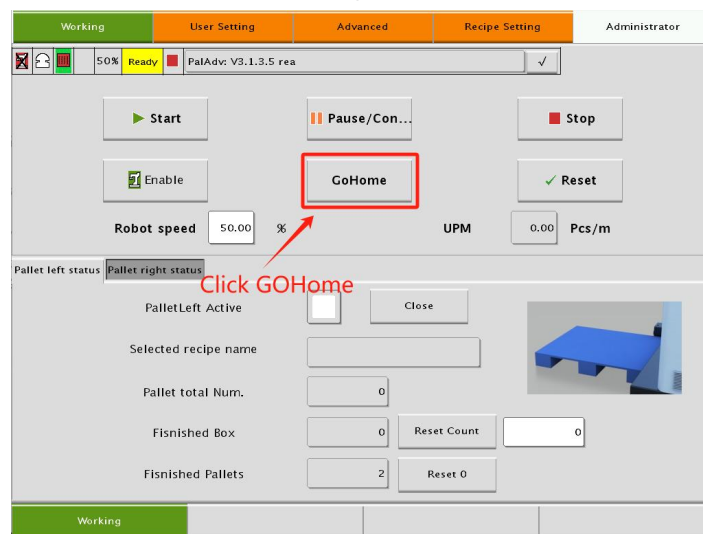 Working User Setting Advanced Recipe Setting Administrator
50% Ready PalAdv: V3.1.3.5 rea √
Start Pause/Con... Stop
Enable GoHome Reset
Robot speed 50.00 % UPM 0.00 Pcs/m
Pallet left status Pallet right status
Click GOHome
PalletLeft Active Close
Selected recipe name
Pallet total Num. 0
Fisnished Box 0 Reset Count 0
Fisnished Pallets 2 Reset 0
Working